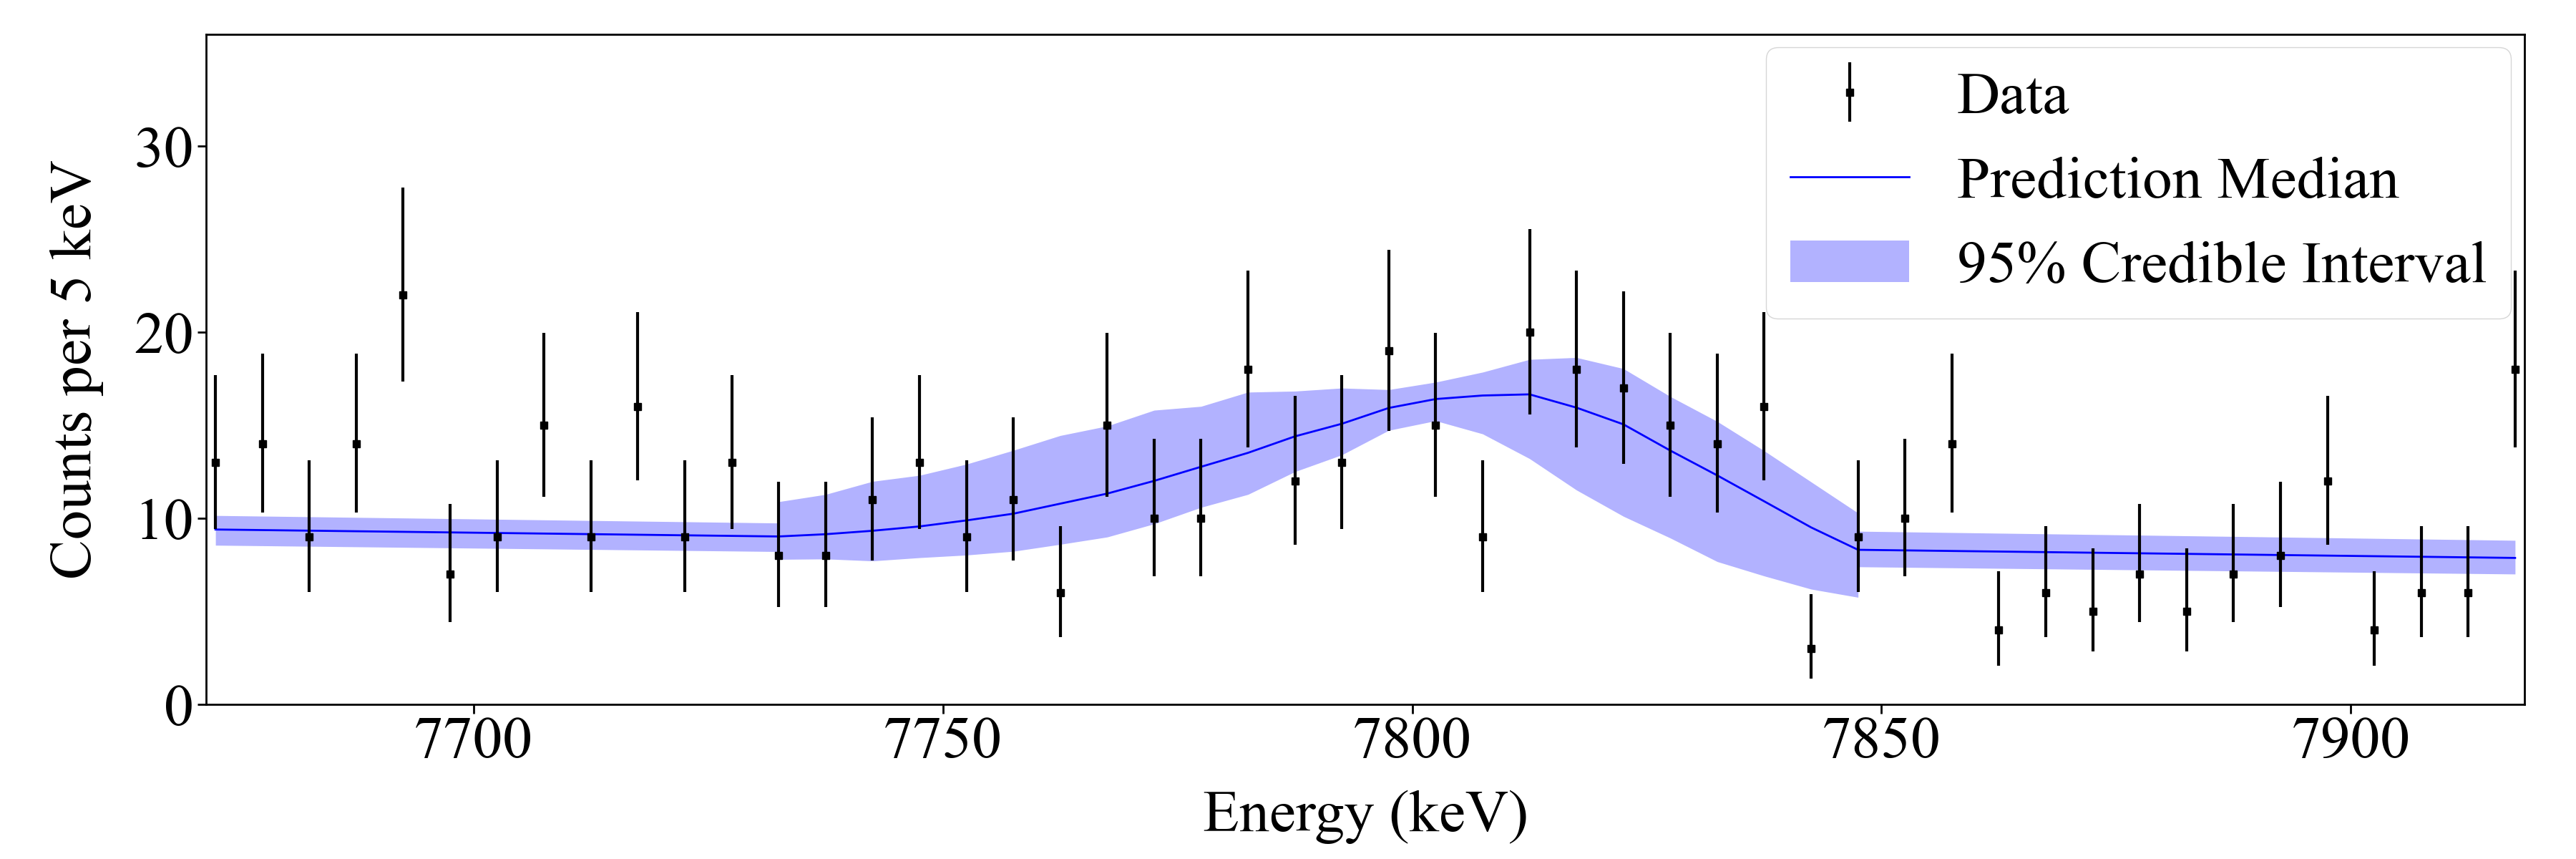 Counts per 5 keV
30
20
10
0
Data
Prediction Median
95% Credible Interval
7700 7750 7800 7850 7900
Energy (keV)